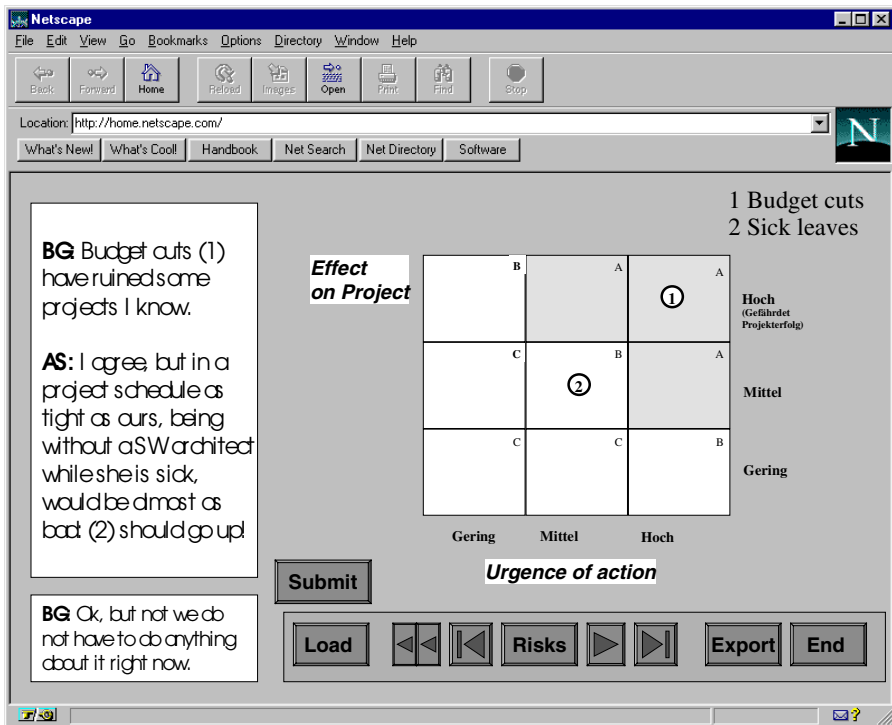 Netscape
File Edit View Go Bookmarks Options Directory Window Help
Back Forward Home Reload Images Open Print Find Stop
Location: http://home.netscape.com/
N
What's New! What's Cool! Handbook Net Search Net Directory Software
1 Budget cuts
2 Sick leaves
BG: Budget cuts (1)
have ruined some
projects I know.
AS: I agree, but in a
project schedule as
tight as ours, being
without a SW architect
while she is sick,
would be almost as
bad: (2) should go up!
Effect
on Project
B A A
1
Hoch
(Gefährdet
Projekterfolg)
C B A
2
Mittel
C C B
Gering
Gering Mittel Hoch
Urgence of action
Submit
BG: Ok, but not we do
not have to do anything
about it right now.
Load Risks Export End